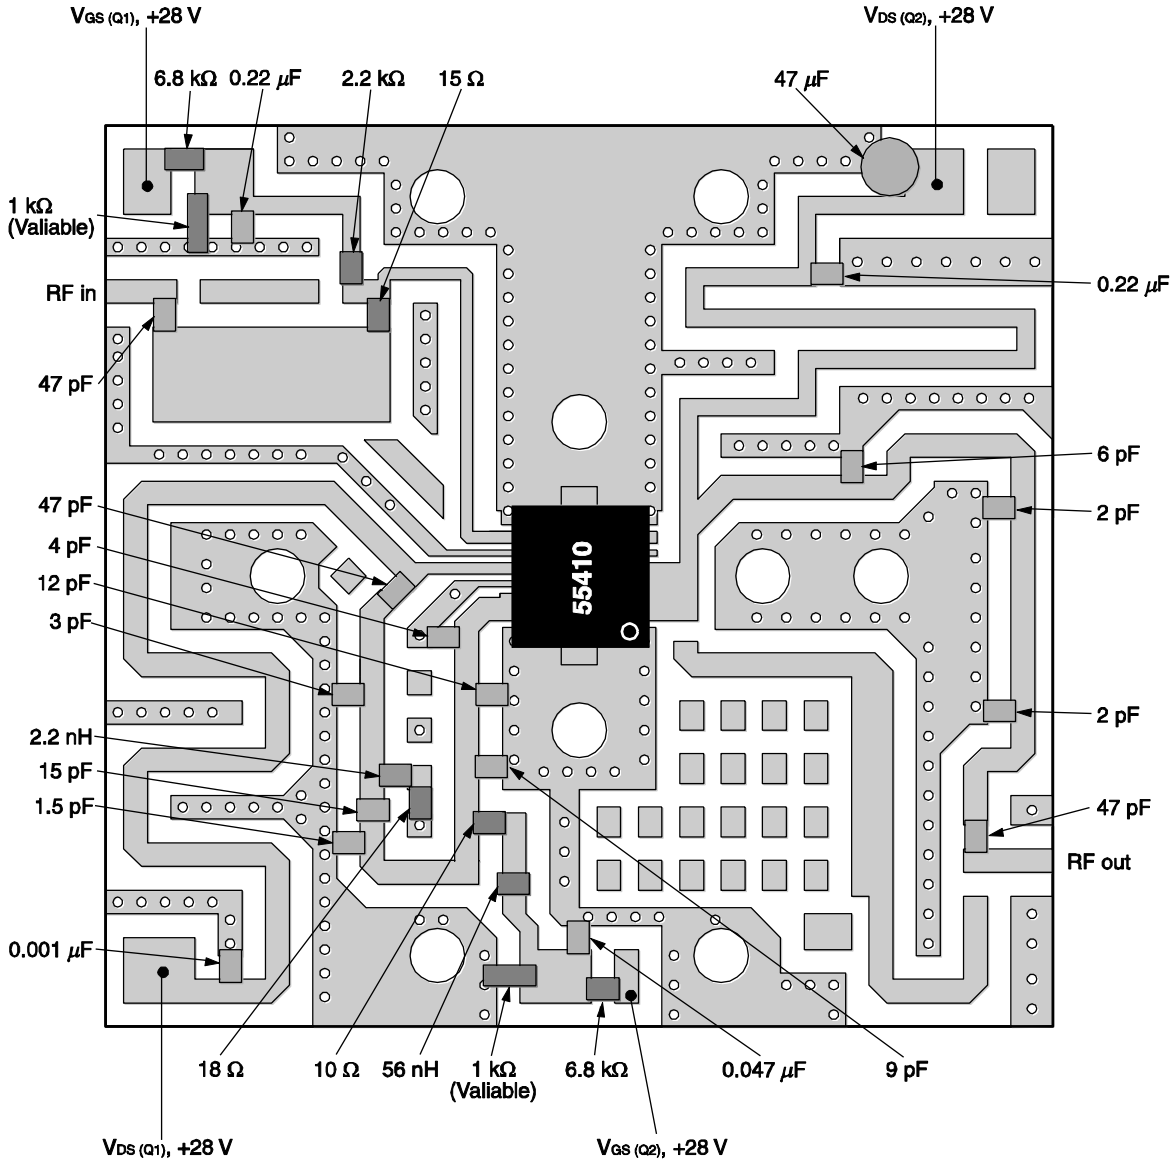 VGS (Q1), +28 V
VDS (Q2), +28 V
6.8 kΩ
0.22 μF
2.2 kΩ
15 Ω
47 μF
1 kΩ
(Valiable)
RF in
0.22 μF
47 pF
6 pF
47 pF
2 pF
4 pF
12 pF
55410
3 pF
2 pF
2.2 nH
15 pF
1.5 pF
47 pF
RF out
0.001 μF
18 Ω
10 Ω
56 nH
1 kΩ
(Valiable)
6.8 kΩ
0.047 μF
9 pF
VDS (Q1), +28 V
VGS (Q2), +28 V